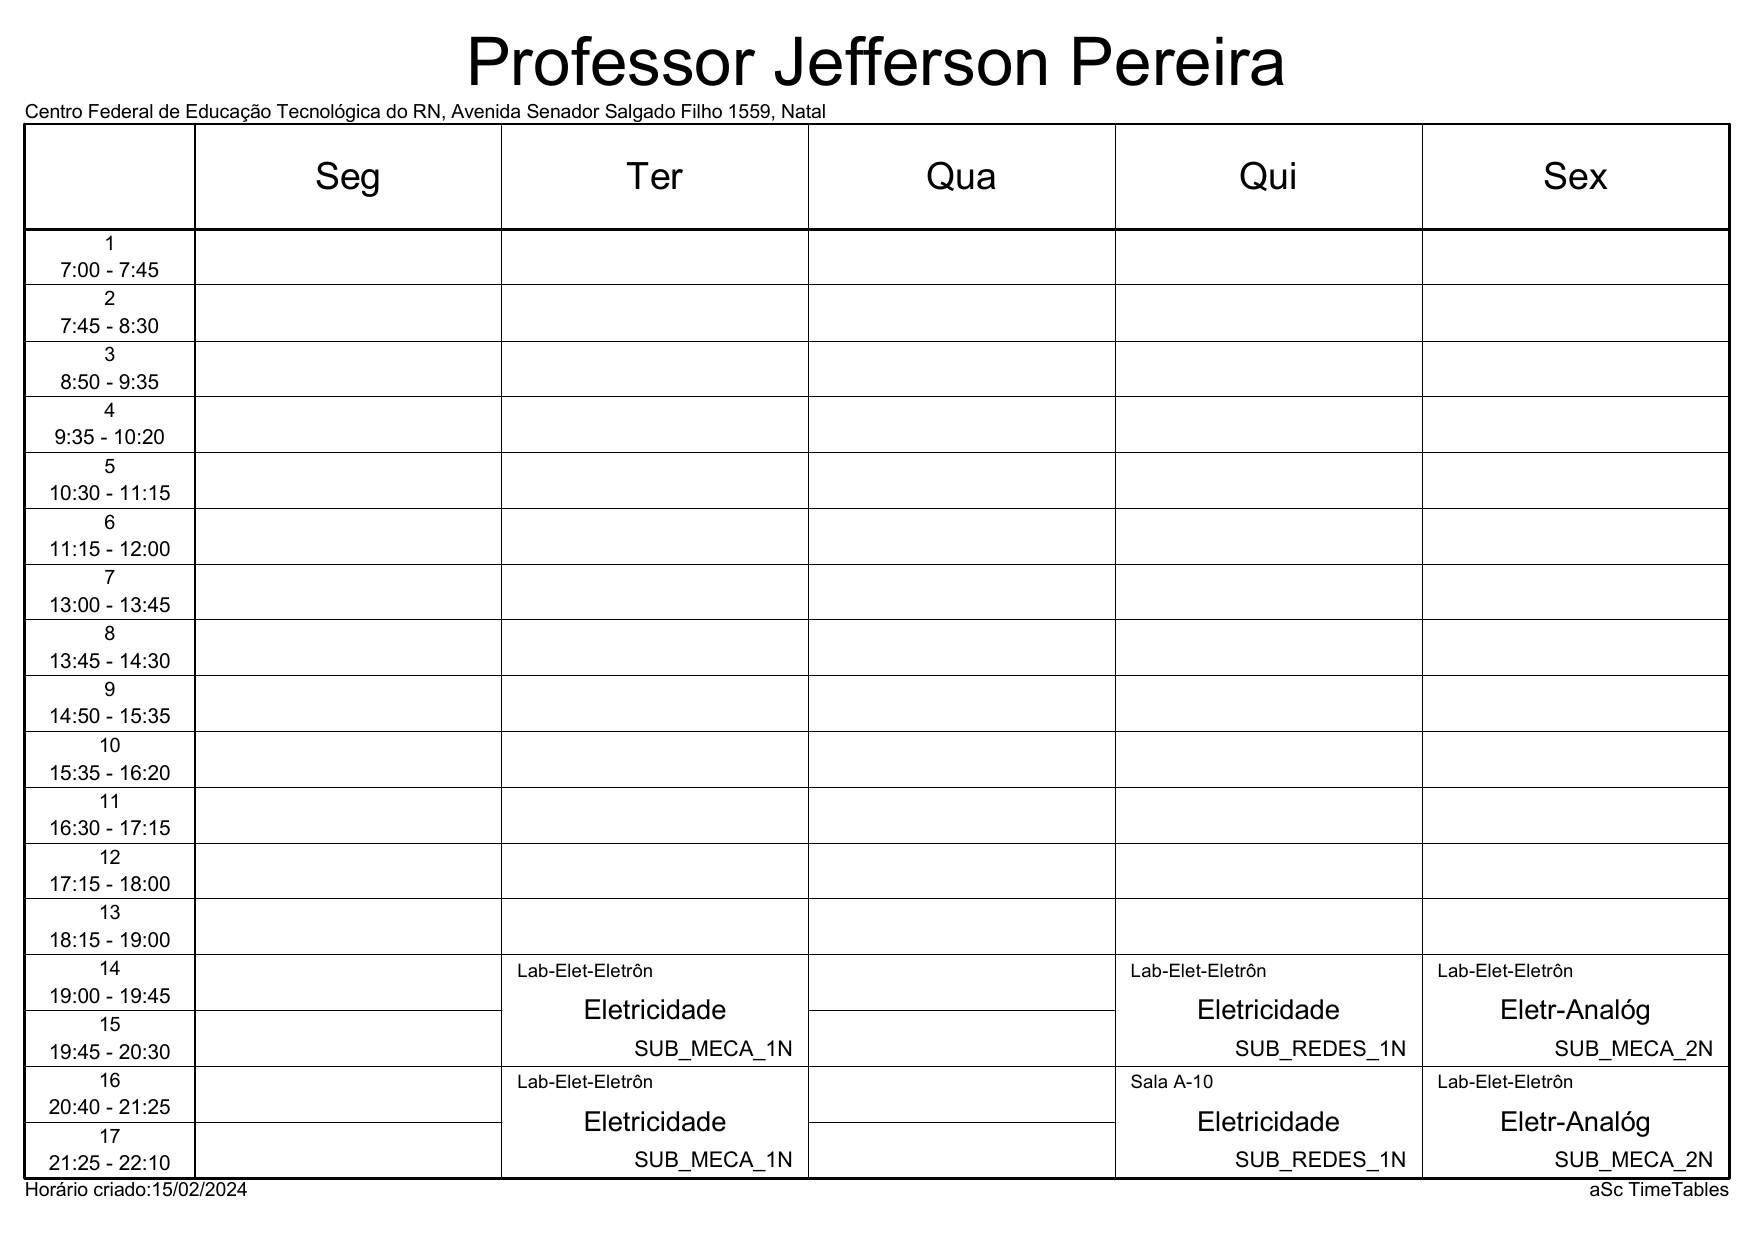 Professor Jefferson Pereira
Centro Federal de Educação Tecnológica do RN, Avenida Senador Salgado Filho 1559, Natal
Seg Ter Qua Qui Sex
1
7:00 - 7:45
2
7:45 - 8:30
3
8:50 - 9:35
4
9:35 - 10:20
5
10:30 - 11:15
6
11:15 - 12:00
7
13:00 - 13:45
8
13:45 - 14:30
9
14:50 - 15:35
10
15:35 - 16:20
11
16:30 - 17:15
12
17:15 - 18:00
13
18:15 - 19:00
14
19:00 - 19:45
15
19:45 - 20:30
Lab-Elet-Eletrôn
Eletricidade
SUB_MECA_1N
Lab-Elet-Eletrôn
Eletricidade
SUB_REDES_1N
Lab-Elet-Eletrôn
Eletr-Analóg
SUB_MECA_2N
16
20:40 - 21:25
17
21:25 - 22:10
Lab-Elet-Eletrôn
Eletricidade
SUB_MECA_1N
Sala A-10
Eletricidade
SUB_REDES_1N
Lab-Elet-Eletrôn
Eletr-Analóg
SUB_MECA_2N
Horário criado:15/02/2024
aSc TimeTables